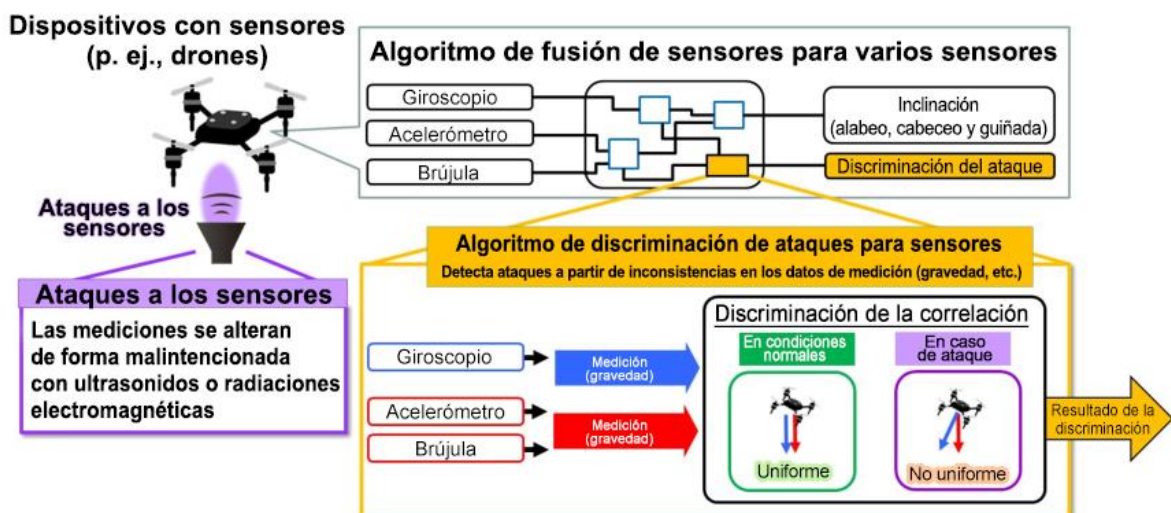 Dispositivos con sensores
(p. ej., drones)
Algoritmo de fusión de sensores para varios sensores
Giroscopio
Acelerómetro
Brújula
Inclinación
(alabeo, cabeceo y guiñada)
Discriminación del ataque
Ataques a los
sensores
Ataques a los sensores
Las mediciones se alteran
de forma malintencionada
con ultrasonidos o radiaciones
electromagnéticas
Algoritmo de discriminación de ataques para sensores
Detecta ataques a partir de inconsistencias en los datos de medición (gravedad, etc.)
Giroscopio
Acelerómetro
Brújula
Medición
(gravedad)
Medición
(gravedad)
Discriminación de la correlación
En condiciones
normales
Uniforme
En caso
de ataque
No uniforme
Resultado de la
discriminación